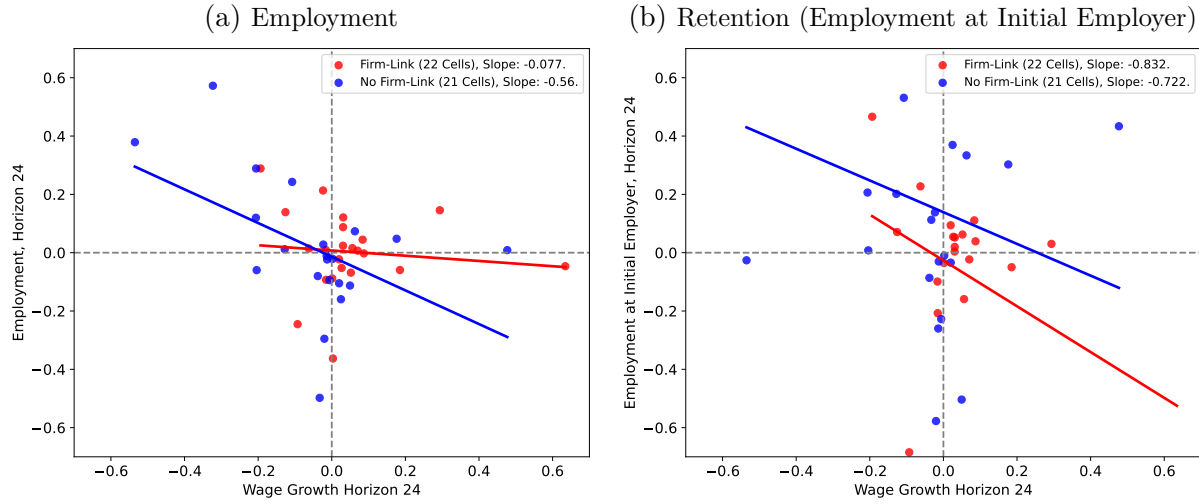 (a) Employment
Firm-Link (22 Cells), Slope: -0.077.
No Firm-Link (21 Cells), Slope: -0.56.
Employment, Horizon 24
0.6
0.4
0.2
0.0
−0.2
−0.4
−0.6
−0.6 −0.4 −0.2 0.0 0.2 0.4 0.6
Wage Growth Horizon 24
(b) Retention (Employment at Initial Employer)
Firm-Link (22 Cells), Slope: -0.832.
No Firm-Link (21 Cells), Slope: -0.722.
Employment at Initial Employer, Horizon 24
0.6
0.4
0.2
0.0
−0.2
−0.4
−0.6
−0.6 −0.4 −0.2 0.0 0.2 0.4 0.6
Wage Growth Horizon 24